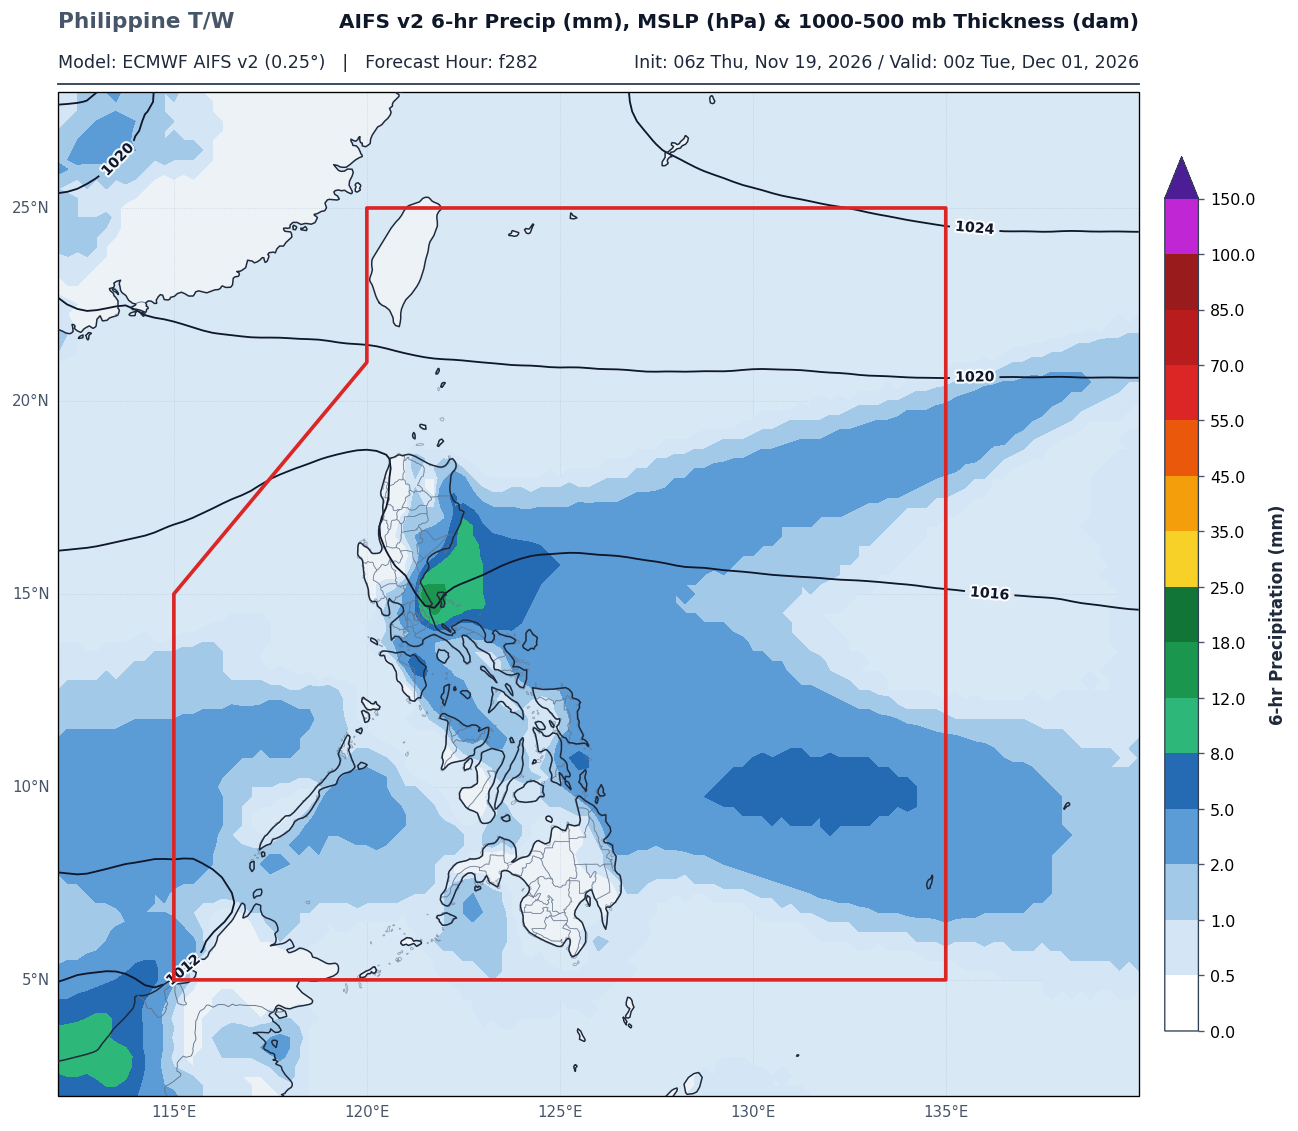 Philippine T/W
AIFS v2 6-hr Precip (mm), MSLP (hPa) & 1000-500 mb Thickness (dam)
Model: ECMWF AIFS v2 (0.25°) | Forecast Hour: f282
Init: 06z Thu, Nov 19, 2026 / Valid: 00z Tue, Dec 01, 2026
1020
1024
1020
1016
1012
25°N
20°N
15°N
10°N
5°N
115°E
120°E
125°E
130°E
135°E
150.0
100.0
85.0
70.0
55.0
45.0
35.0
25.0
18.0
12.0
8.0
5.0
2.0
1.0
0.5
0.0
6-hr Precipitation (mm)